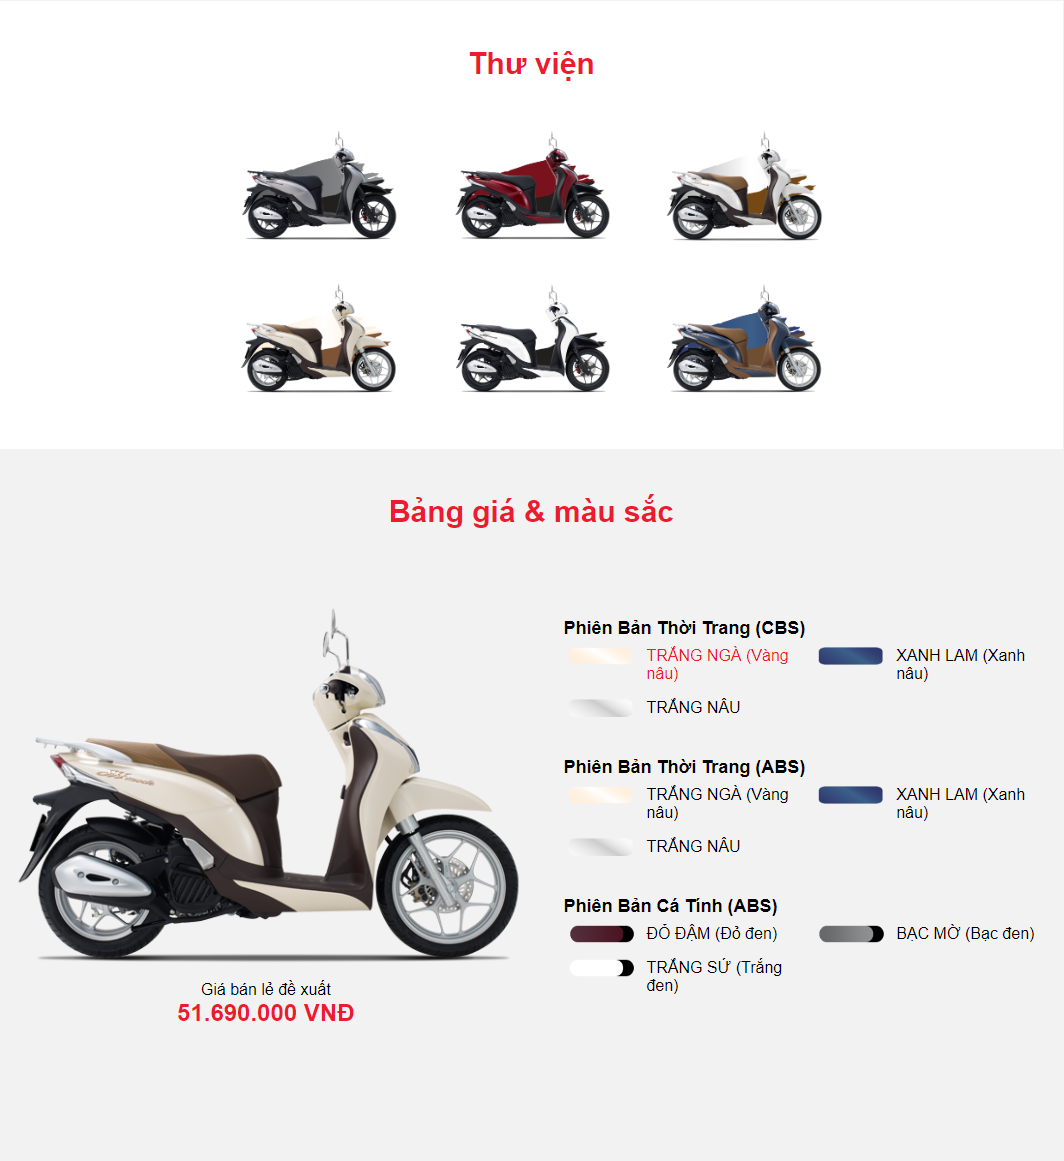 Thư viện
Bảng giá & màu sắc
Phiên Bản Thời Trang (CBS)
TRẮNG NGÀ (Vàng
nâu)
XANH LAM (Xanh
nâu)
TRẮNG NÂU
Phiên Bản Thời Trang (ABS)
TRẮNG NGÀ (Vàng
nâu)
XANH LAM (Xanh
nâu)
TRẮNG NÂU
Phiên Bản Cá Tính (ABS)
ĐỎ ĐẬM (Đỏ đen)
BẠC MỜ (Bạc đen)
TRẮNG SỨ (Trắng
đen)
Giá bán lẻ đề xuất
51.690.000 VNĐ